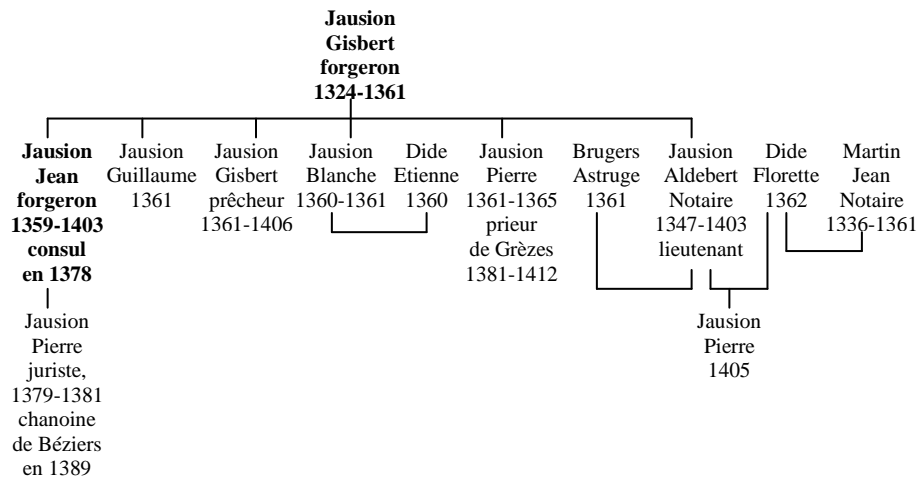 Jausion
Gisbert
forgeron
1324-1361
Jausion
Jean
forgeron
1359-1403
consul
en 1378
Jausion
Guillaume
1361
Jausion
Gisbert
prêcheur
1361-1406
Jausion
Blanche
1360-1361
Dide
Etienne
1360
Jausion
Pierre
1361-1365
prieur
de Grèzes
1381-1412
Brugers
Astruge
1361
Jausion
Aldebert
Notaire
1347-1403
lieutenant
Dide
Florette
1362
Martin
Jean
Notaire
1336-1361
Jausion
Pierre
juriste,
1379-1381
chanoine
de Béziers
en 1389
Jausion
Pierre
1405